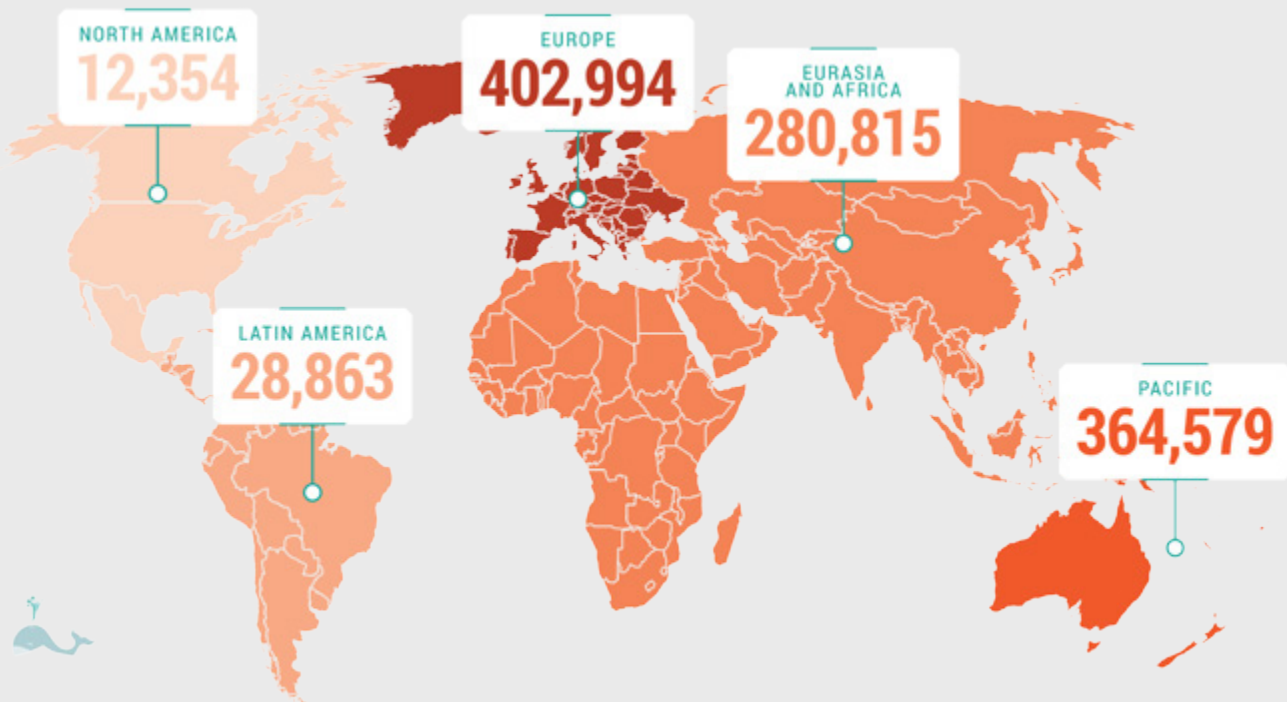 NORTH AMERICA
12,354
EUROPE
402,994
EURASIA
AND AFRICA
280,815
LATIN AMERICA
28,863
PACIFIC
364,579